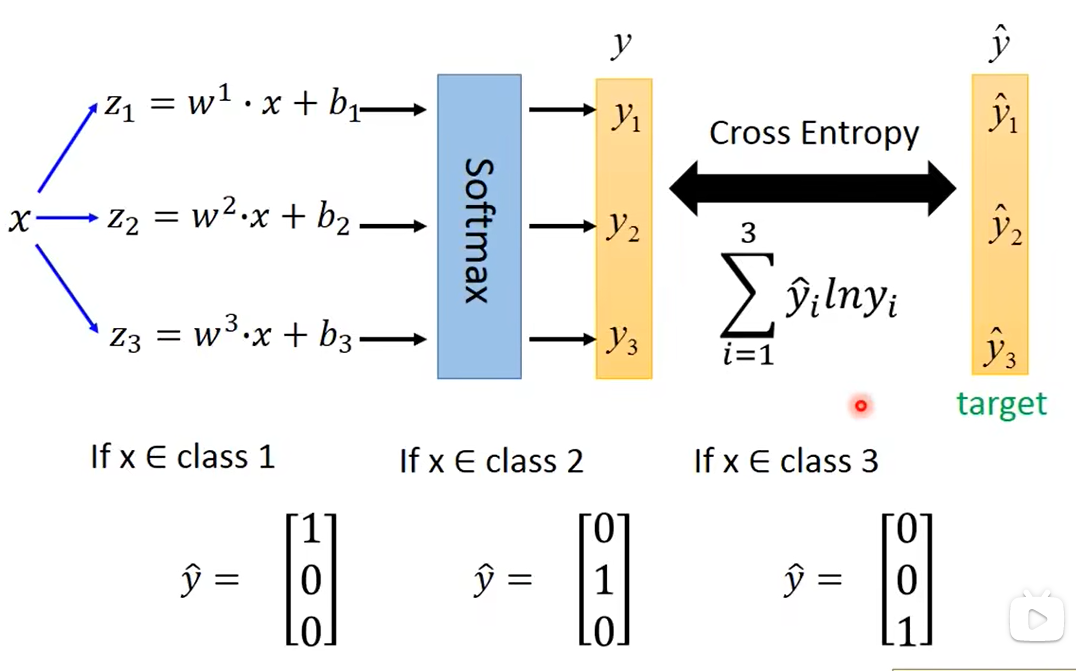 y ŷ
z₁ = w¹ · x + b₁ y₁ ŷ₁
Cross Entropy
x z₂ = w²·x + b₂ Softmax y₂ ŷ₂
3
∑ ŷᵢlnyᵢ
i=1
z₃ = w³·x + b₃ y₃ ŷ₃
target
If x ∈ class 1 If x ∈ class 2 If x ∈ class 3
[1] [0] [0]
ŷ = [0] ŷ = [1] ŷ = [0]
[0] [0] [1]